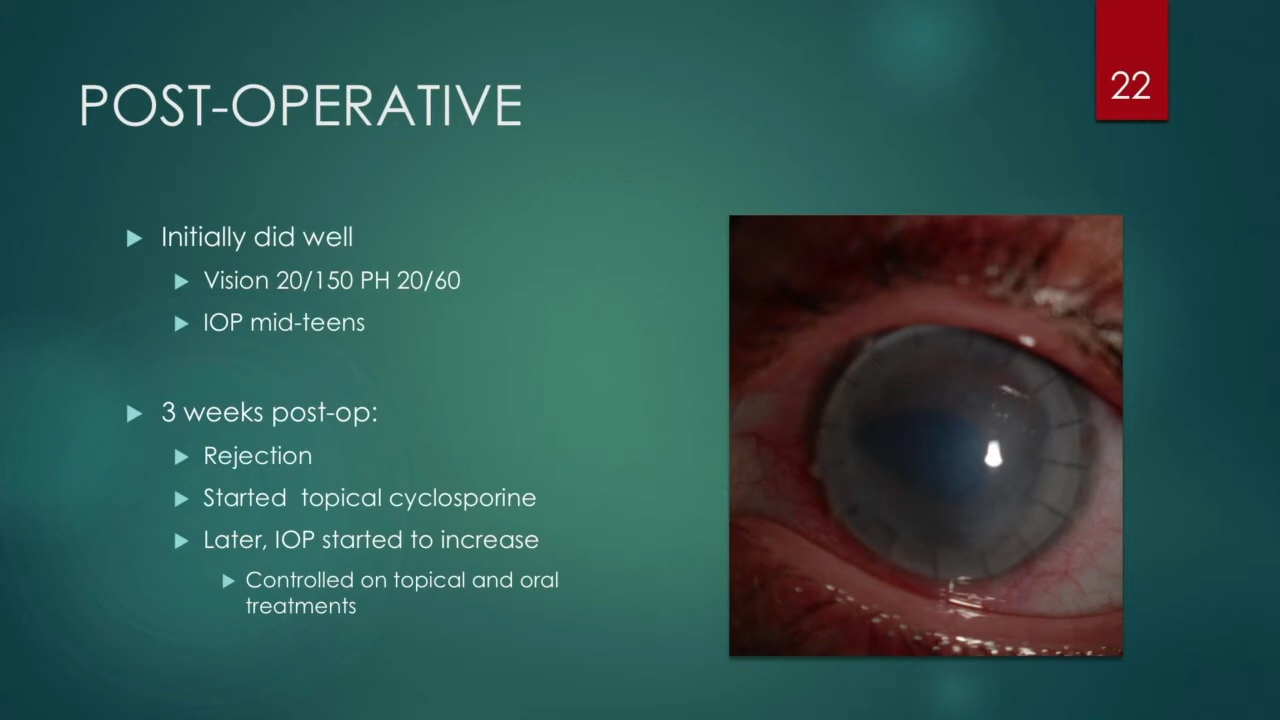 POST-OPERATIVE
22
Initially did well
Vision 20/150 PH 20/60
IOP mid-teens
3 weeks post-op:
Rejection
Started topical cyclosporine
Later, IOP started to increase
Controlled on topical and oral
treatments